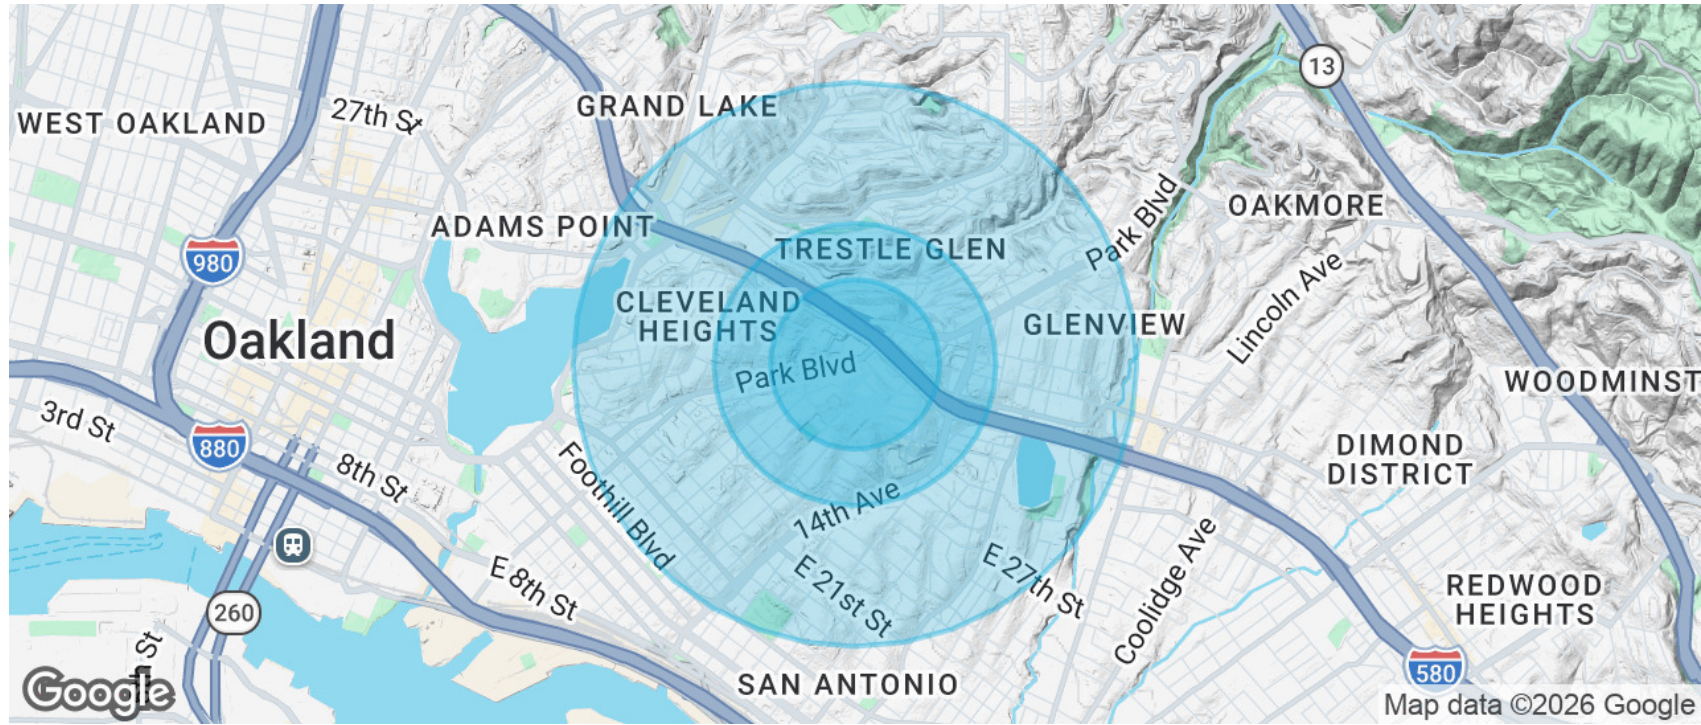 13
GRAND LAKE
27th St
WEST OAKLAND
Park Blvd
OAKMORE
ADAMS POINT
TRESTLE GLEN
980
Lincoln Ave
CLEVELAND
HEIGHTS
GLENVIEW
Oakland
Park Blvd
WOODMINST
3rd St
880
8th St
DIMOND
DISTRICT
Foothill Blvd
14th Ave
E 8th St
E 21st St
E 27th St
Coolidge Ave
REDWOOD
HEIGHTS
260
h St
580
SAN ANTONIO
Google
Map data ©2026 Google